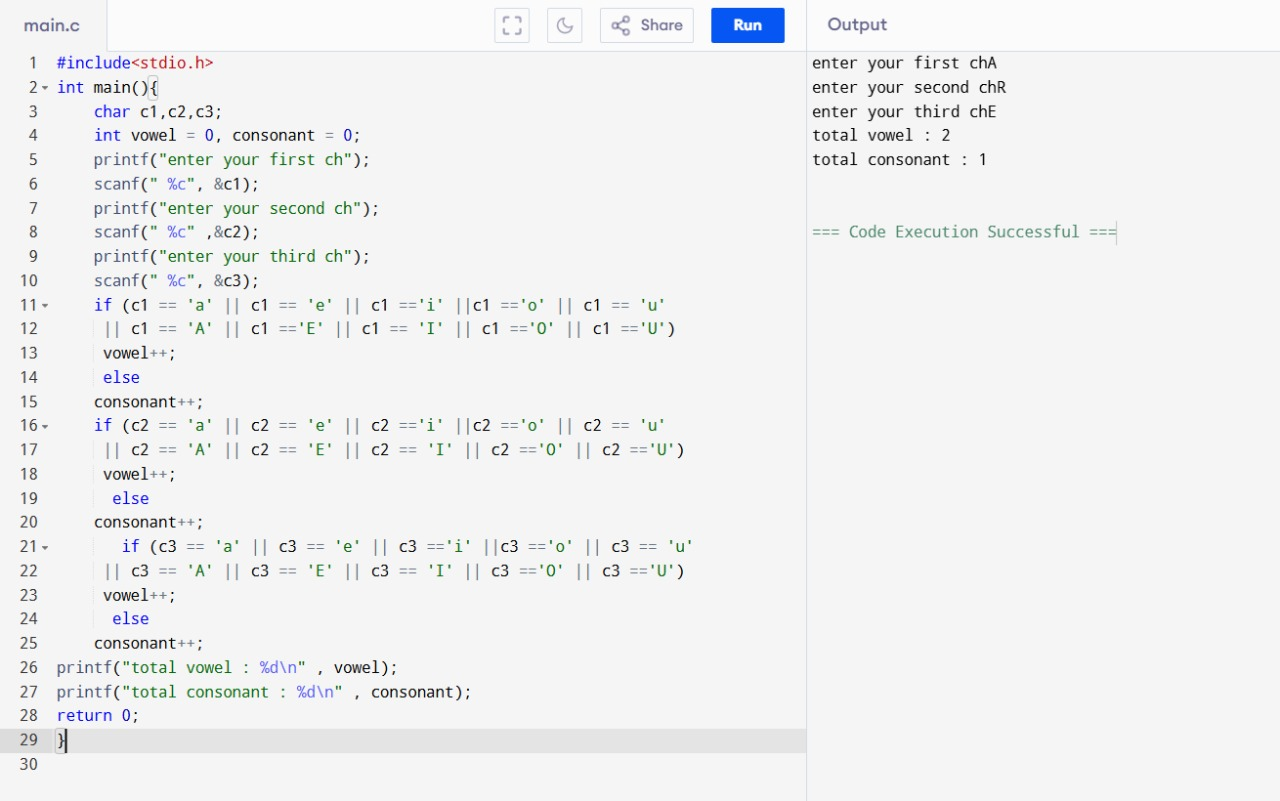 main.c
Share
Run
Output
1 #include<stdio.h>
2 int main(){
3 char c1,c2,c3;
4 int vowel = 0, consonant = 0;
5 printf("enter your first ch");
6 scanf(" %c", &c1);
7 printf("enter your second ch");
8 scanf(" %c" ,&c2);
9 printf("enter your third ch");
10 scanf(" %c", &c3);
11 if (c1 == 'a' || c1 == 'e' || c1 =='i' ||c1 =='o' || c1 == 'u'
12 || c1 == 'A' || c1 =='E' || c1 == 'I' || c1 =='O' || c1 =='U')
13 vowel++;
14 else
15 consonant++;
16 if (c2 == 'a' || c2 == 'e' || c2 =='i' ||c2 =='o' || c2 == 'u'
17 || c2 == 'A' || c2 == 'E' || c2 == 'I' || c2 =='O' || c2 =='U')
18 vowel++;
19 else
20 consonant++;
21 if (c3 == 'a' || c3 == 'e' || c3 =='i' ||c3 =='o' || c3 == 'u'
22 || c3 == 'A' || c3 == 'E' || c3 == 'I' || c3 =='O' || c3 =='U')
23 vowel++;
24 else
25 consonant++;
26 printf("total vowel : %d\n" , vowel);
27 printf("total consonant : %d\n" , consonant);
28 return 0;
29 }
30
enter your first chA
enter your second chR
enter your third chE
total vowel : 2
total consonant : 1
=== Code Execution Successful ===